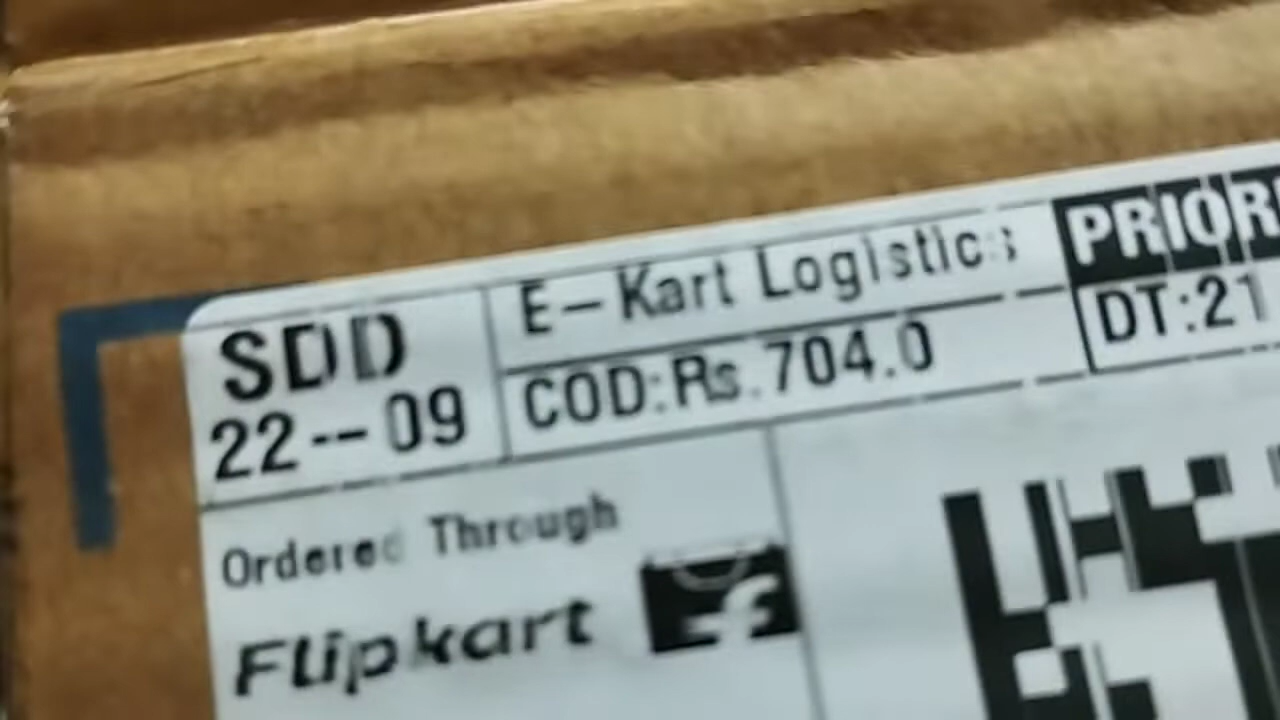 SDD
22--09
E-Kart Logistics
COD:Rs.704.0
DT:21
Ordered Through
Flipkart